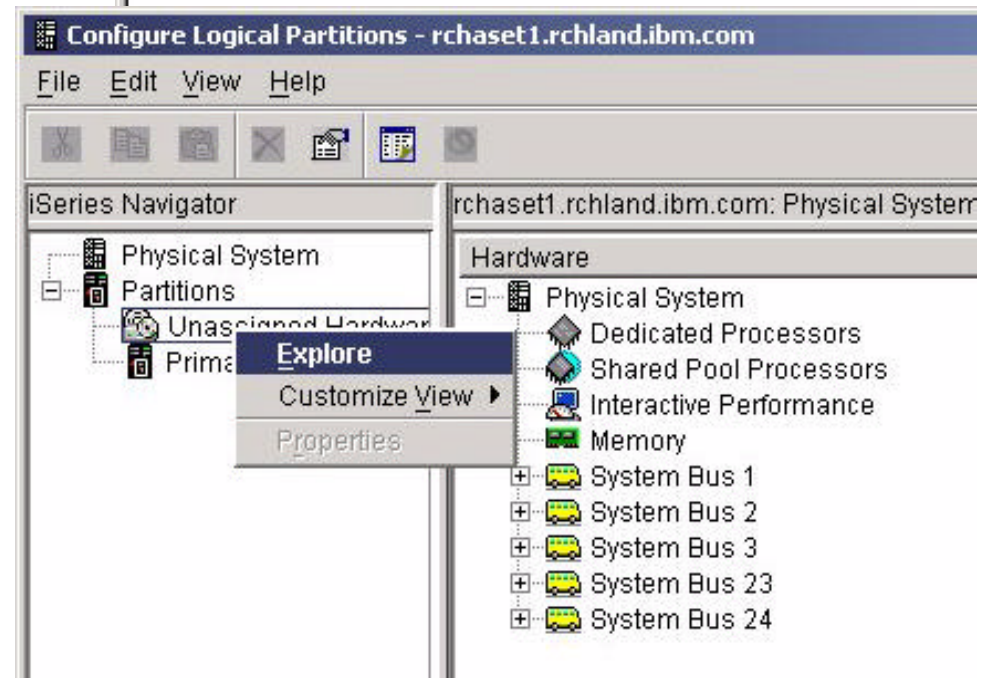 Configure Logical Partitions - rchaset1.rchland.ibm.com
File Edit View Help
iSeries Navigator
Physical System
Partitions
Unassigned
Explore
Customize View
Properties
rchaset1.rchland.ibm.com: Physical System
Hardware
Physical System
Dedicated Processors
Shared Pool Processors
Interactive Performance
Memory
System Bus 1
System Bus 2
System Bus 3
System Bus 23
System Bus 24